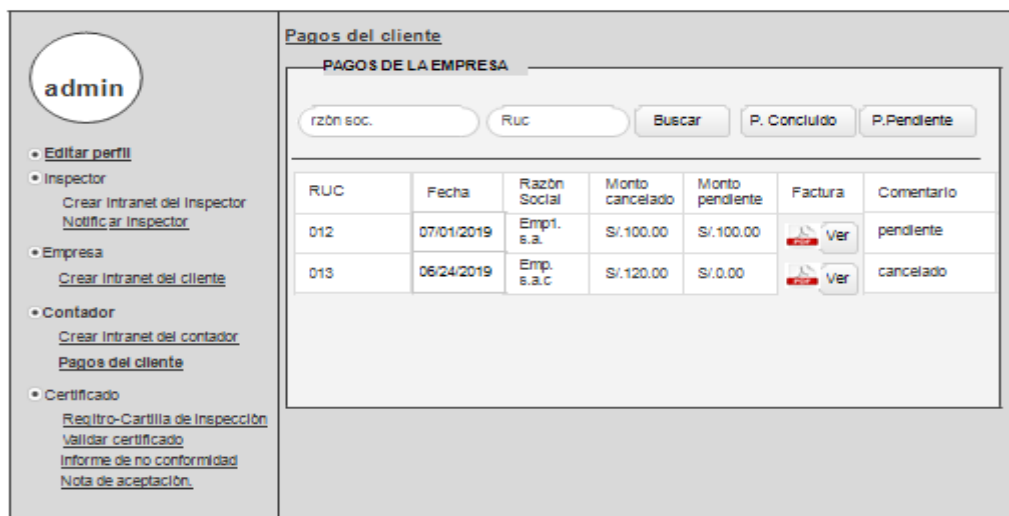 admin
Editar perfil
Inspector
Crear Intranet del Inspector
Notificar Inspector
Empresa
Crear Intranet del cliente
Contador
Crear Intranet del contador
Pagos del cliente
Certificado
Regitro-Cartilla de Inspección
Validar certificado
Informe de no conformidad
Nota de aceptación.
Pagos del cliente
PAGOS DE LA EMPRESA
rzón soc. Ruc Buscar P. Concluido P.Pendiente
RUC Fecha Razón Social Monto cancelado Monto pendiente Factura Comentario
012 07/01/2019 Emp1. s.a. S/.100.00 S/.100.00 PDF Ver pendiente
013 06/24/2019 Emp. s.a.c S/.120.00 S/.0.00 PDF Ver cancelado